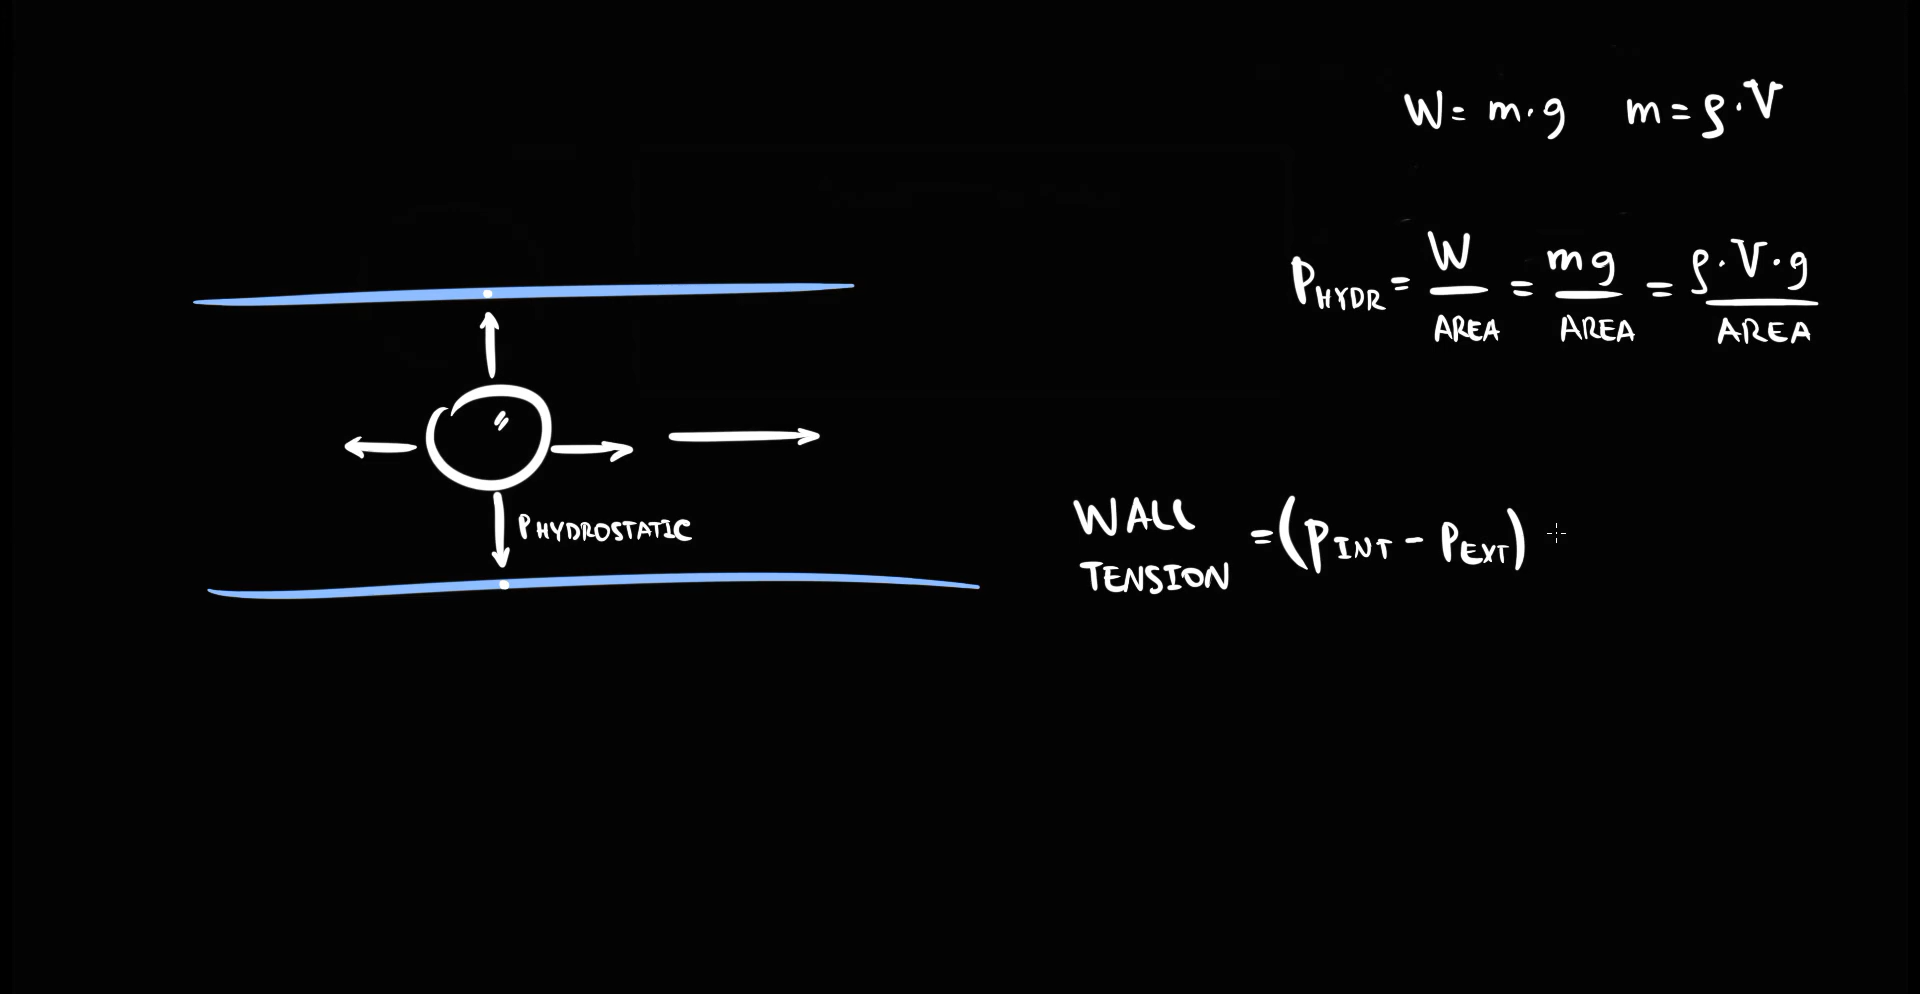 W = m·g   m = ρ·V
PHYDR = W/AREA = mg/AREA = ρ·V·g/AREA
WALL TENSION = (PINT - PEXT)
PHYDROSTATIC